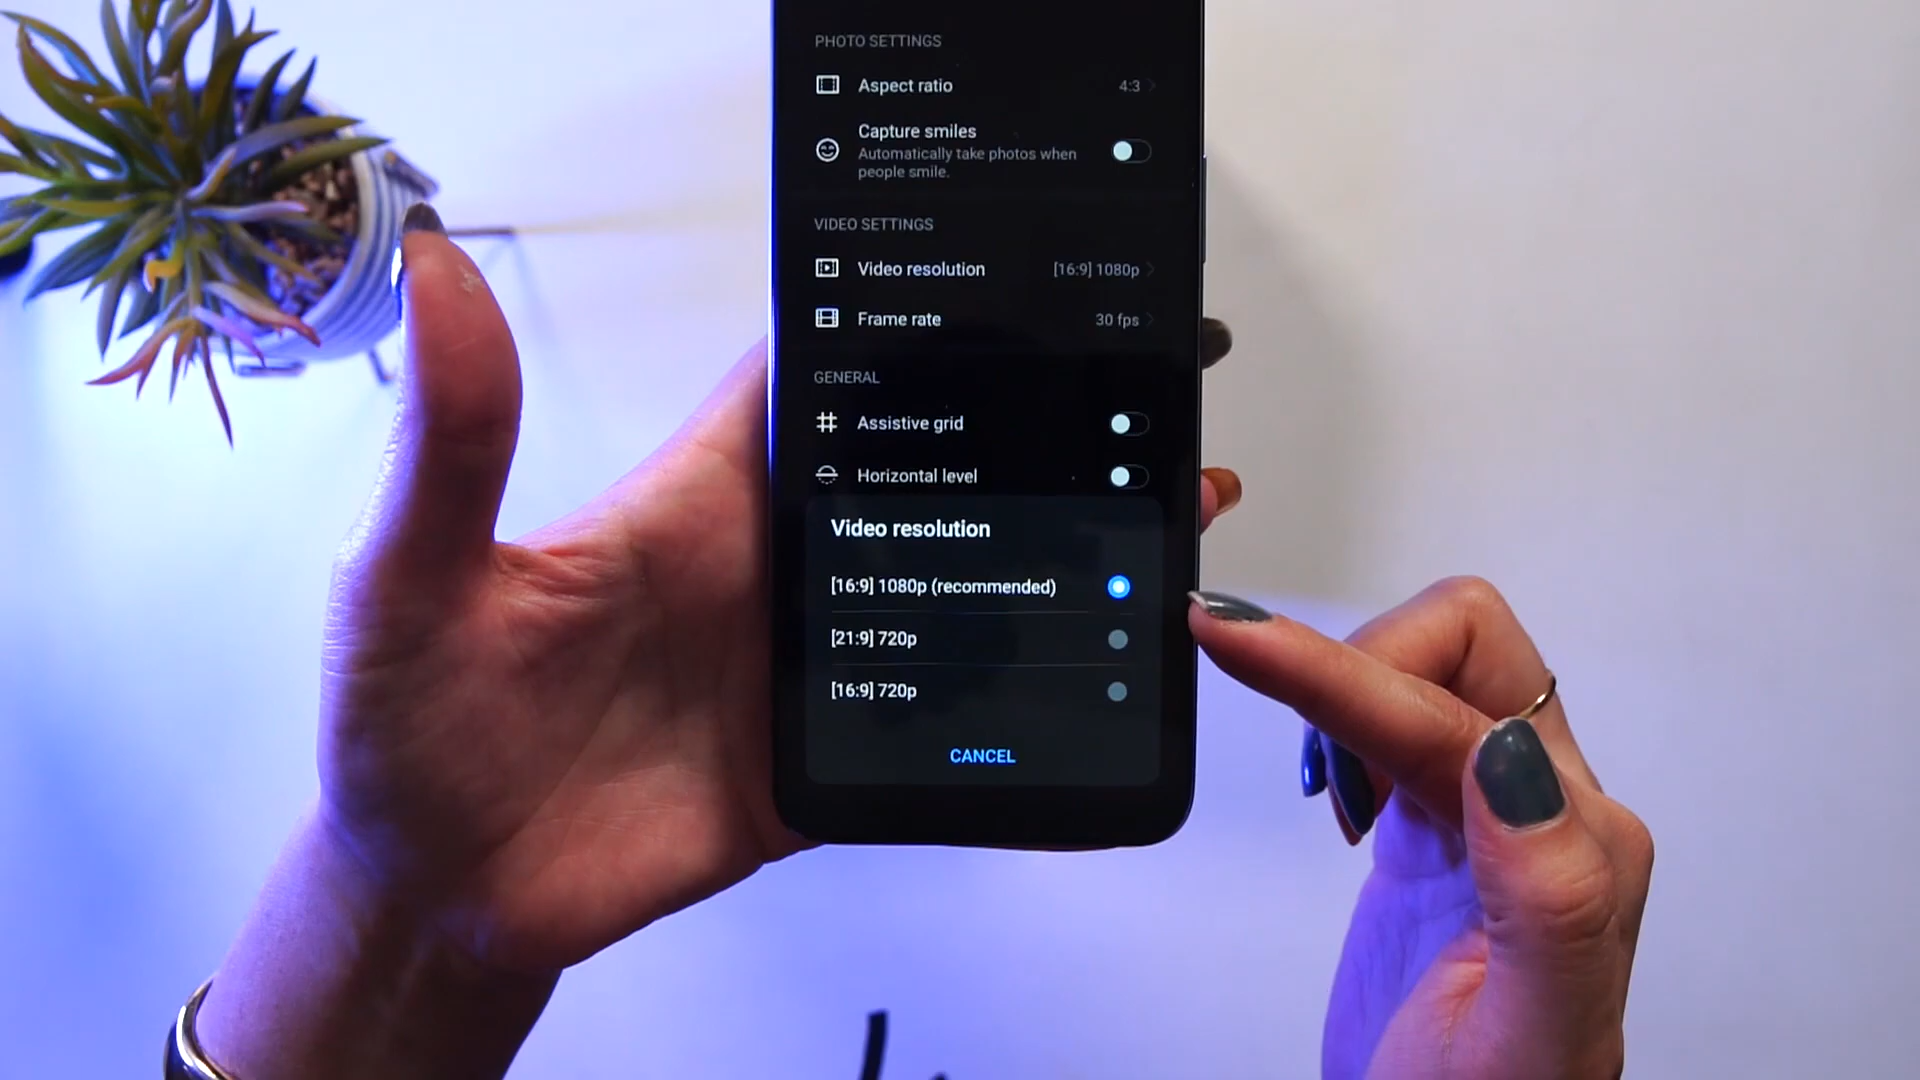 PHOTO SETTINGS
Aspect ratio 4:3
Capture smiles
Automatically take photos when
people smile.
VIDEO SETTINGS
Video resolution [16:9] 1080p
Frame rate 30 fps
GENERAL
Assistive grid
Horizontal level
Video resolution
[16:9] 1080p (recommended)
[21:9] 720p
[16:9] 720p
CANCEL